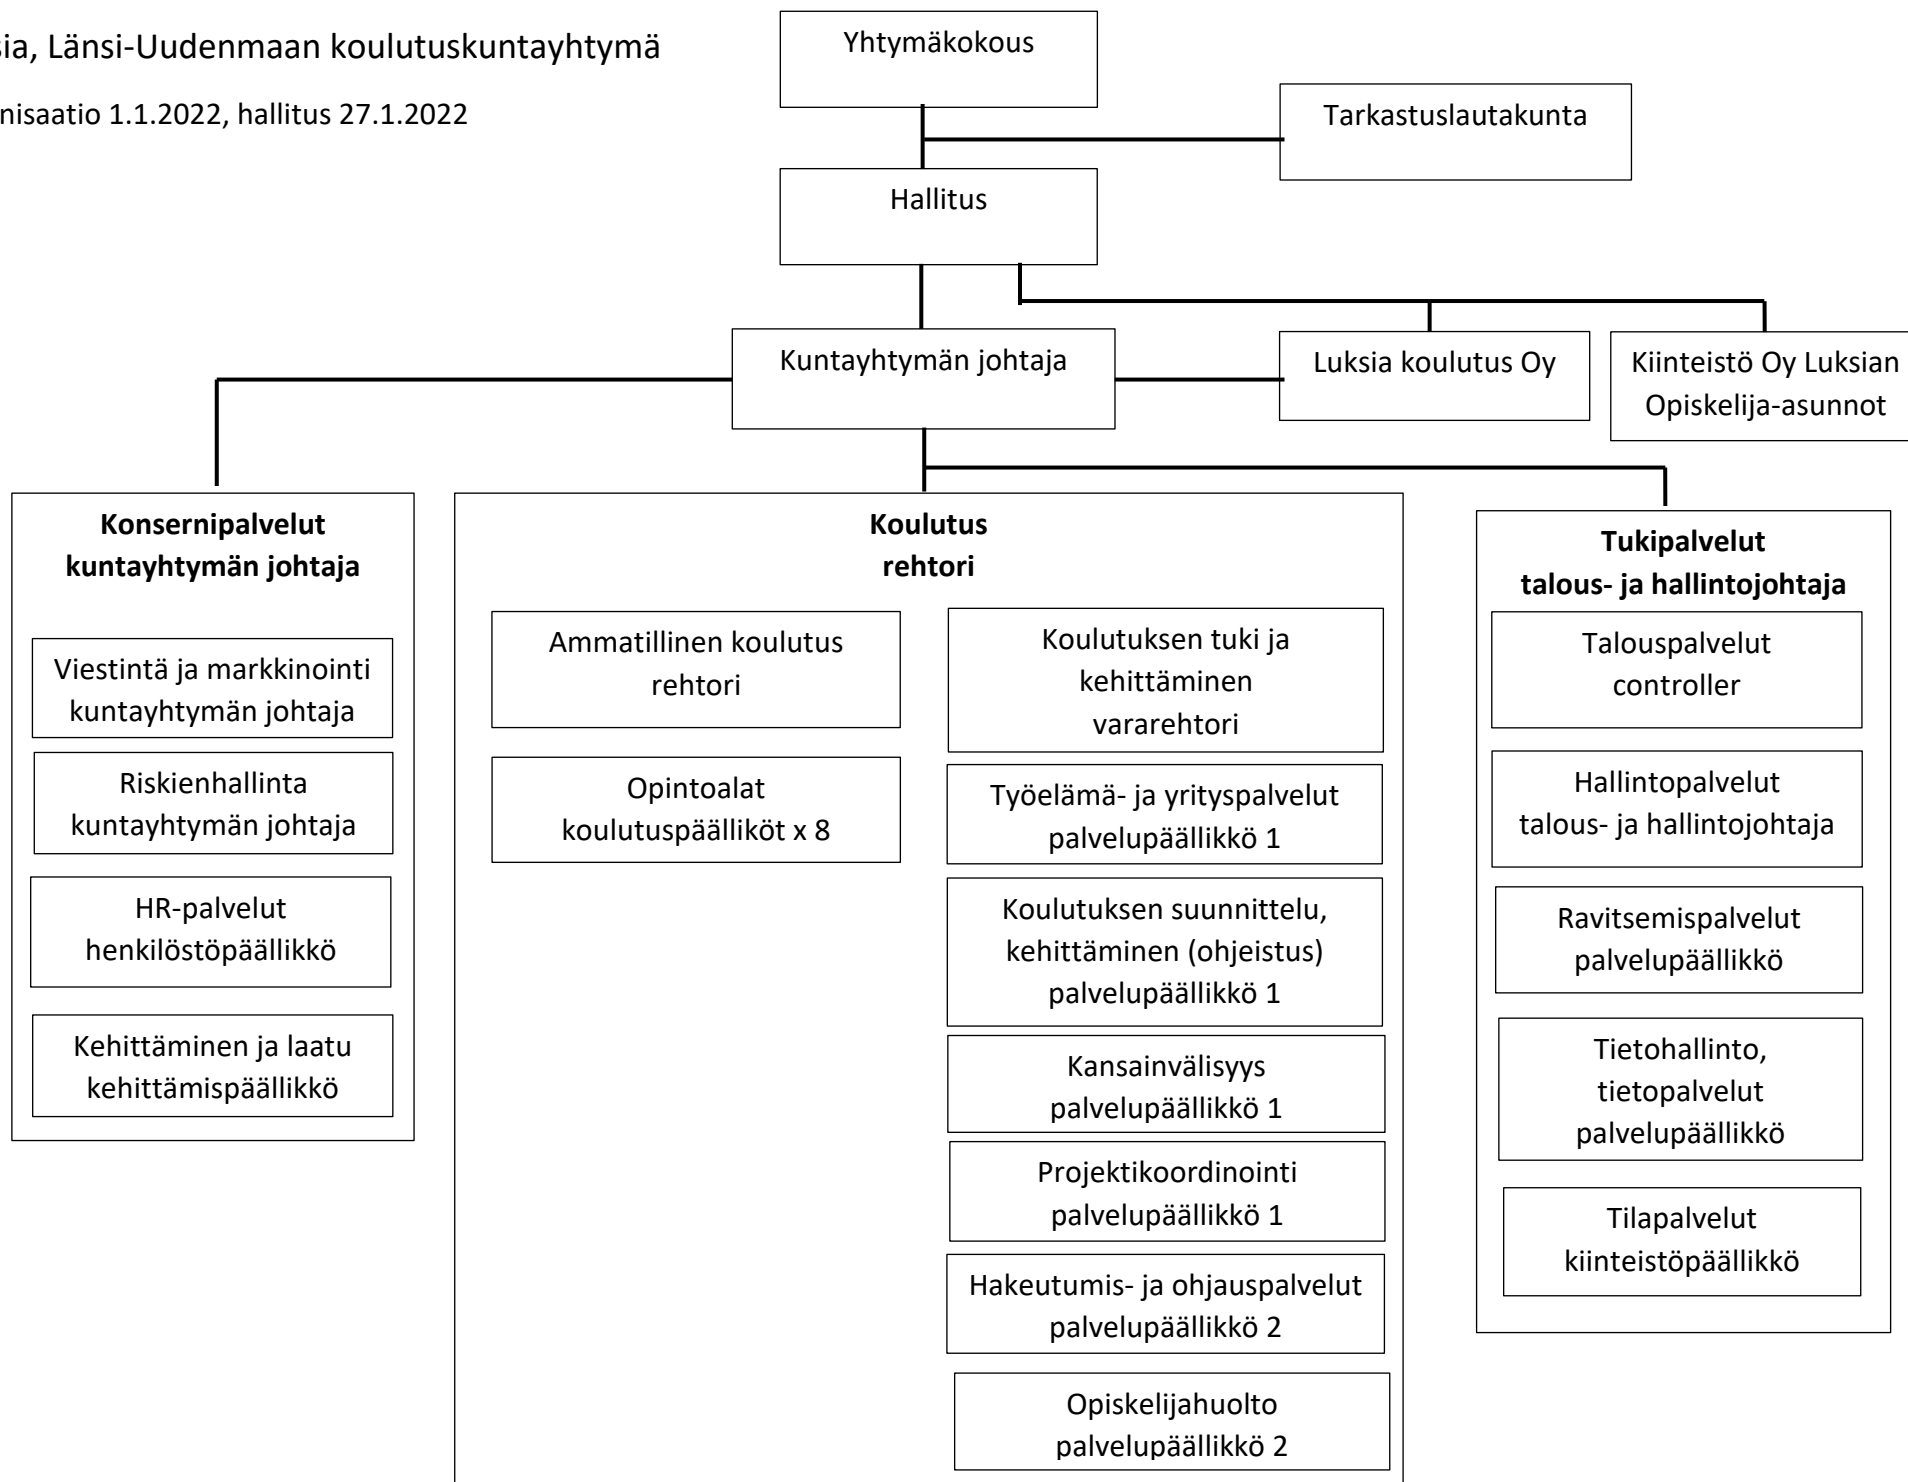 sia, Länsi-Uudenmaan koulutuskuntayhtymä
nisaatio 1.1.2022, hallitus 27.1.2022
Yhtymäkokous
Tarkastuslautakunta
Hallitus
Kuntayhtymän johtaja
Luksia koulutus Oy
Kiinteistö Oy Luksian
Opiskelija-asunnot
Konsernipalvelut
kuntayhtymän johtaja
Viestintä ja markkinointi
kuntayhtymän johtaja
Riskienhallinta
kuntayhtymän johtaja
HR-palvelut
henkilöstöpäällikkö
Kehittäminen ja laatu
kehittämispäällikkö
Koulutus
rehtori
Ammatillinen koulutus
rehtori
Opintoalat
koulutuspäälliköt x 8
Koulutuksen tuki ja
kehittäminen
vararehtori
Työelämä- ja yrityspalvelut
palvelupäällikkö 1
Koulutuksen suunnittelu,
kehittäminen (ohjeistus)
palvelupäällikkö 1
Kansainvälisyys
palvelupäällikkö 1
Projektikoordinointi
palvelupäällikkö 1
Hakeutumis- ja ohjauspalvelut
palvelupäällikkö 2
Opiskelijahuolto
palvelupäällikkö 2
Tukipalvelut
talous- ja hallintojohtaja
Talouspalvelut
controller
Hallintopalvelut
talous- ja hallintojohtaja
Ravitsemispalvelut
palvelupäällikkö
Tietohallinto,
tietopalvelut
palvelupäällikkö
Tilapalvelut
kiinteistöpäällikkö